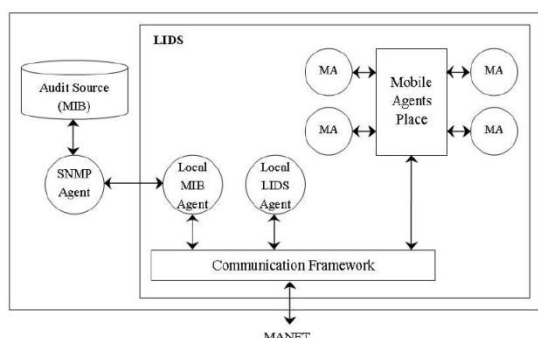 LIDS
Audit Source
(MIB)
MA
MA
Mobile
Agents
Place
MA
MA
SNMP
Agent
Local
MIB
Agent
Local
LIDS
Agent
Communication Framework
MANET